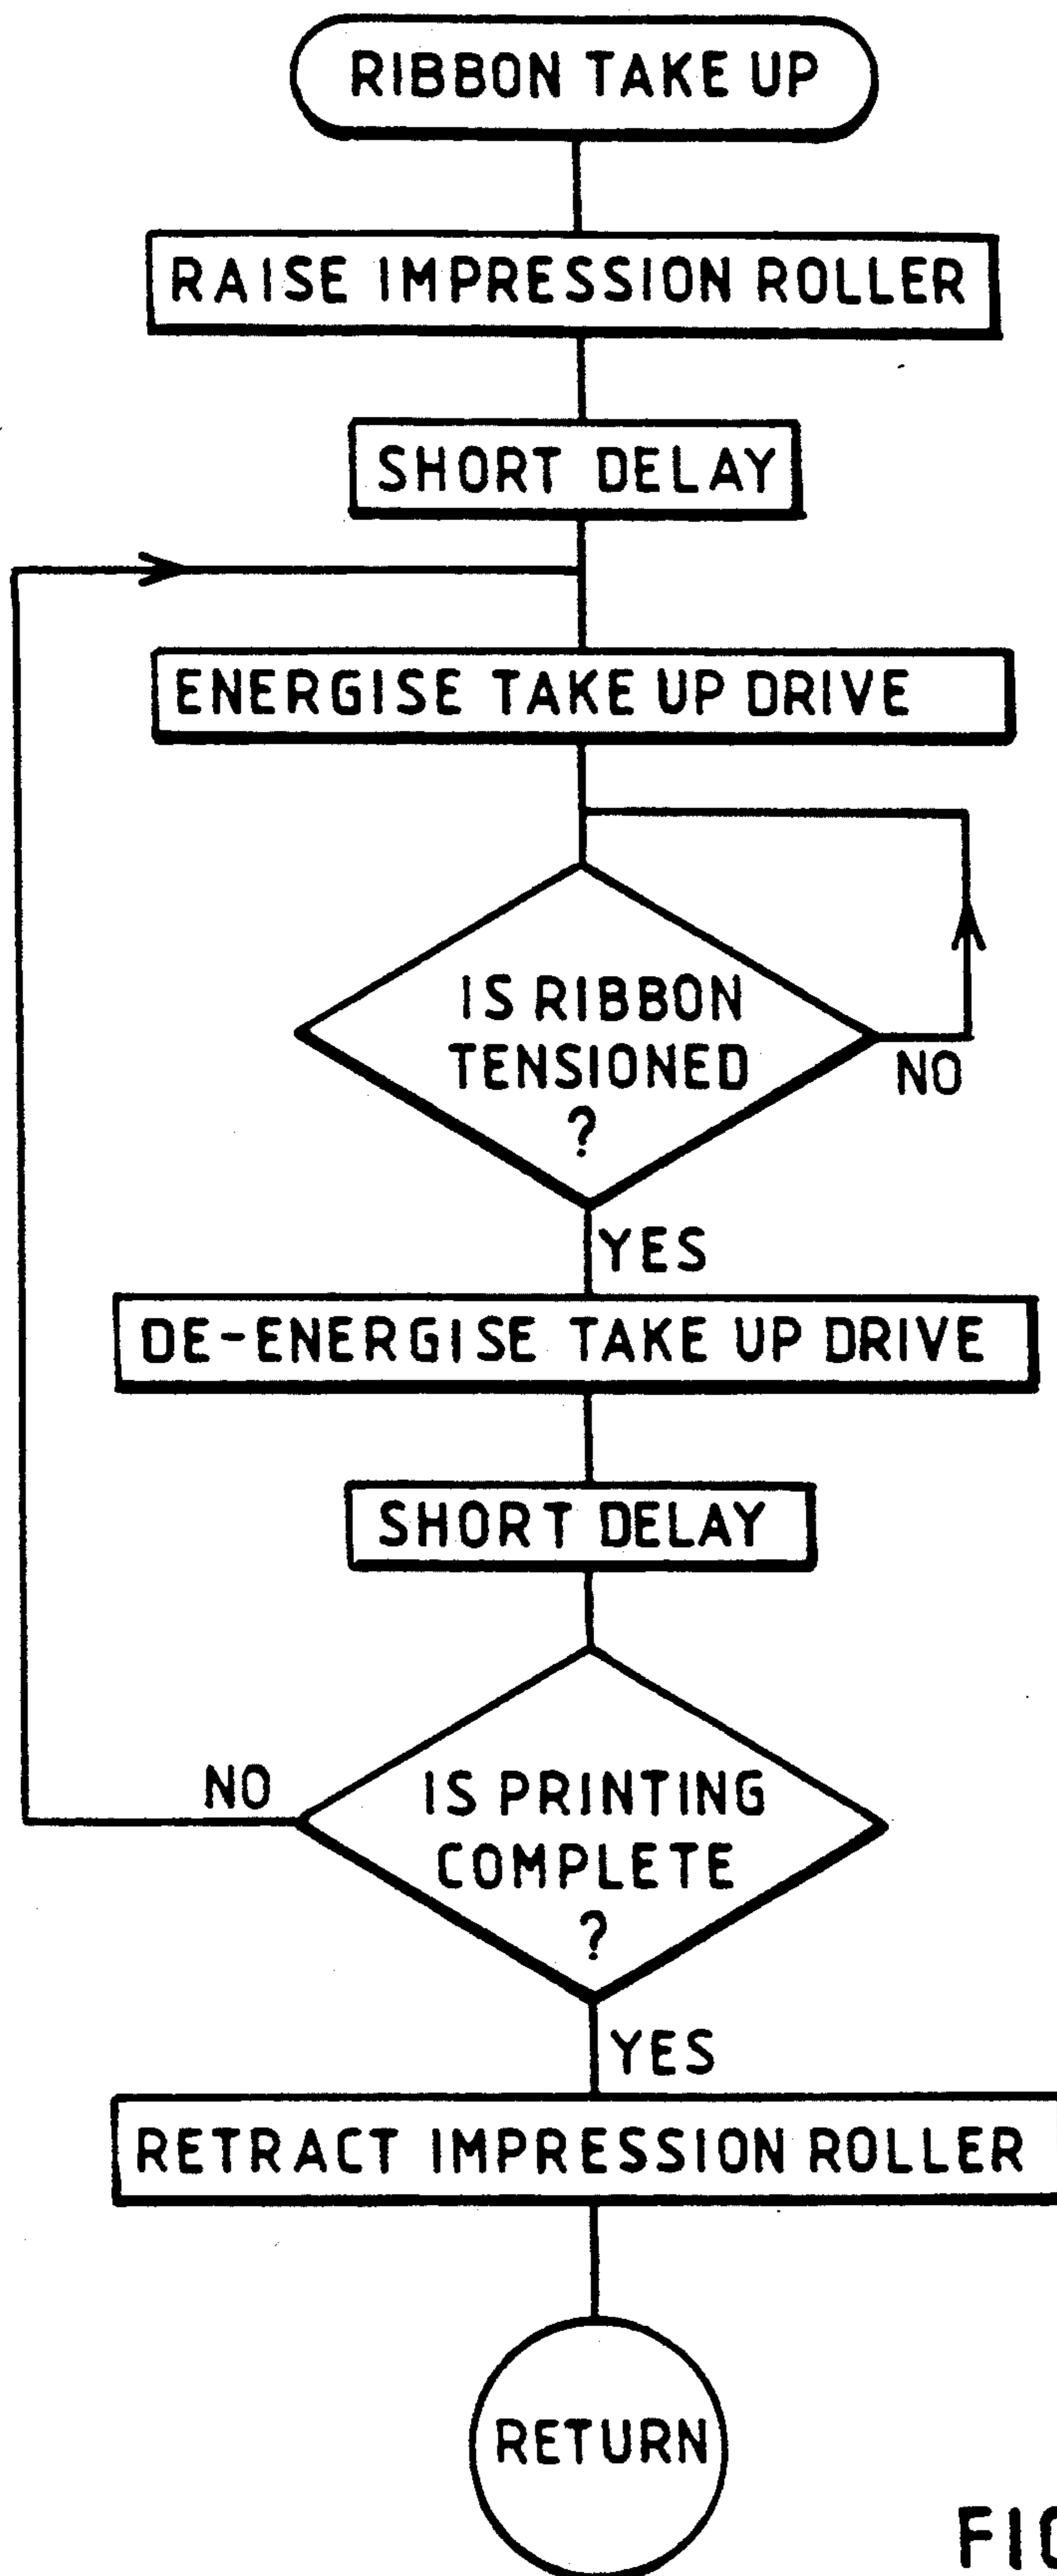 RIBBON TAKE UP
RAISE IMPRESSION ROLLER
SHORT DELAY
ENERGISE TAKE UP DRIVE
IS RIBBON
TENSIONED
?
NO
YES
DE-ENERGISE TAKE UP DRIVE
SHORT DELAY
NO
IS PRINTING
COMPLETE
?
YES
RETRACT IMPRESSION ROLLER
RETURN